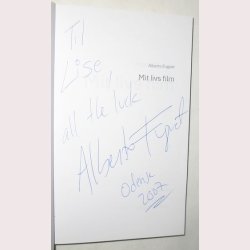 Alberto Fuguet
Mit livs film
Til
Lise,
all the luck
Alberto Fuguet
Odense
2007